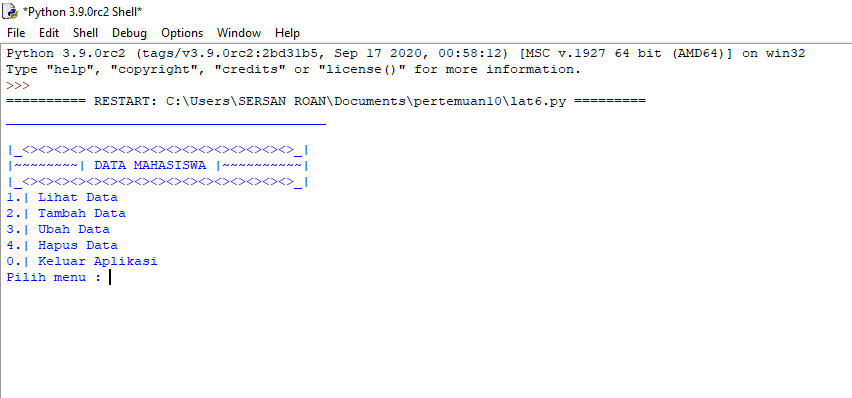 *Python 3.9.0rc2 Shell*
File Edit Shell Debug Options Window Help
Python 3.9.0rc2 (tags/v3.9.0rc2:2bd31b5, Sep 17 2020, 00:58:12) [MSC v.1927 64 bit (AMD64)] on win32
Type "help", "copyright", "credits" or "license()" for more information.
>>>
========== RESTART: C:\Users\SERSAN ROAN\Documents\pertemuan10\lat6.py =========
________________________________________
|_<><><><><><><><><><><><><><><><><>_|
|~~~~~~~~| DATA MAHASISWA |~~~~~~~~~~|
|_<><><><><><><><><><><><><><><><><>_|
1.| Lihat Data
2.| Tambah Data
3.| Ubah Data
4.| Hapus Data
0.| Keluar Aplikasi
Pilih menu :